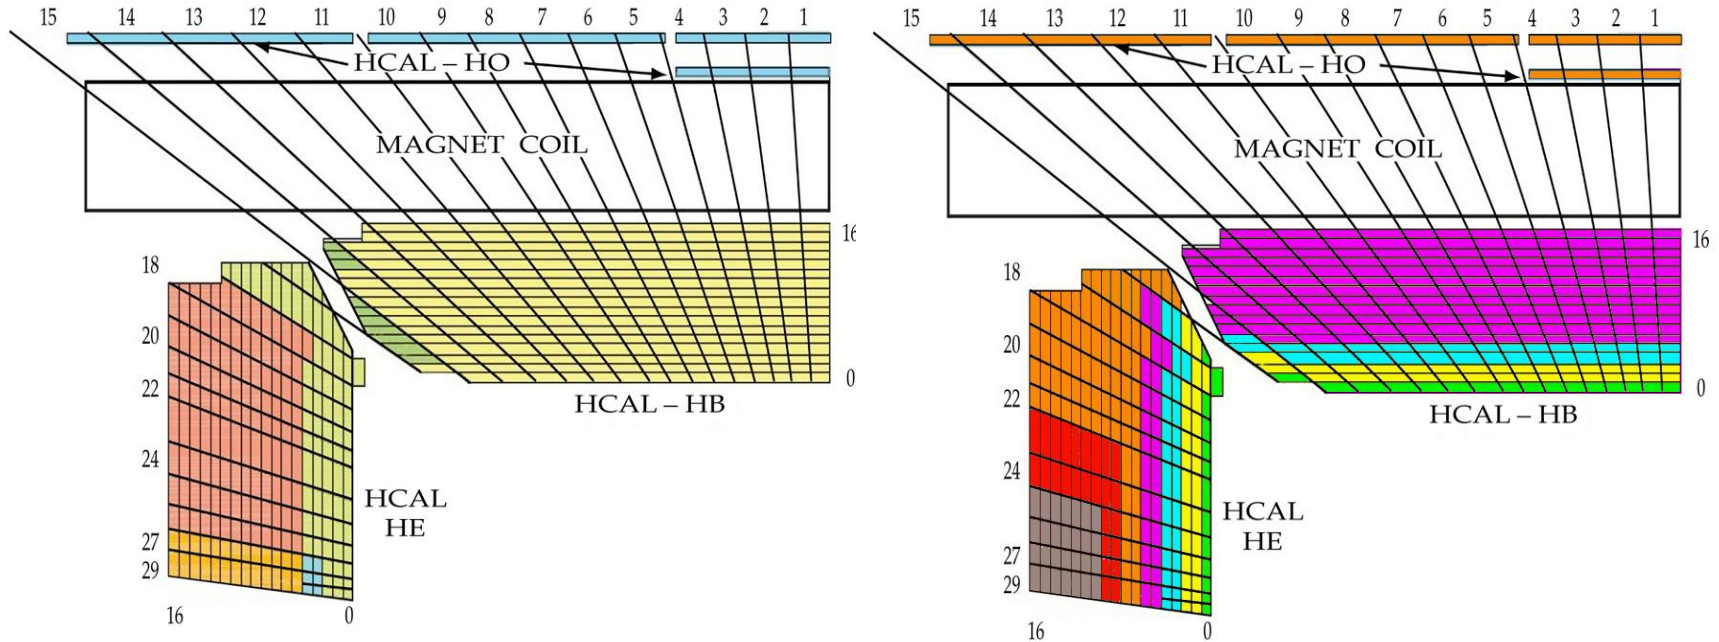 15 14 13 12 11 10 9 8 7 6 5 4 3 2 1
HCAL – HO
MAGNET COIL
16
18
20
0
22
HCAL – HB
24
HCAL
HE
27
29
16 0
15 14 13 12 11 10 9 8 7 6 5 4 3 2 1
HCAL – HO
MAGNET COIL
16
18
20
0
22
HCAL – HB
24
HCAL
HE
27
29
16 0